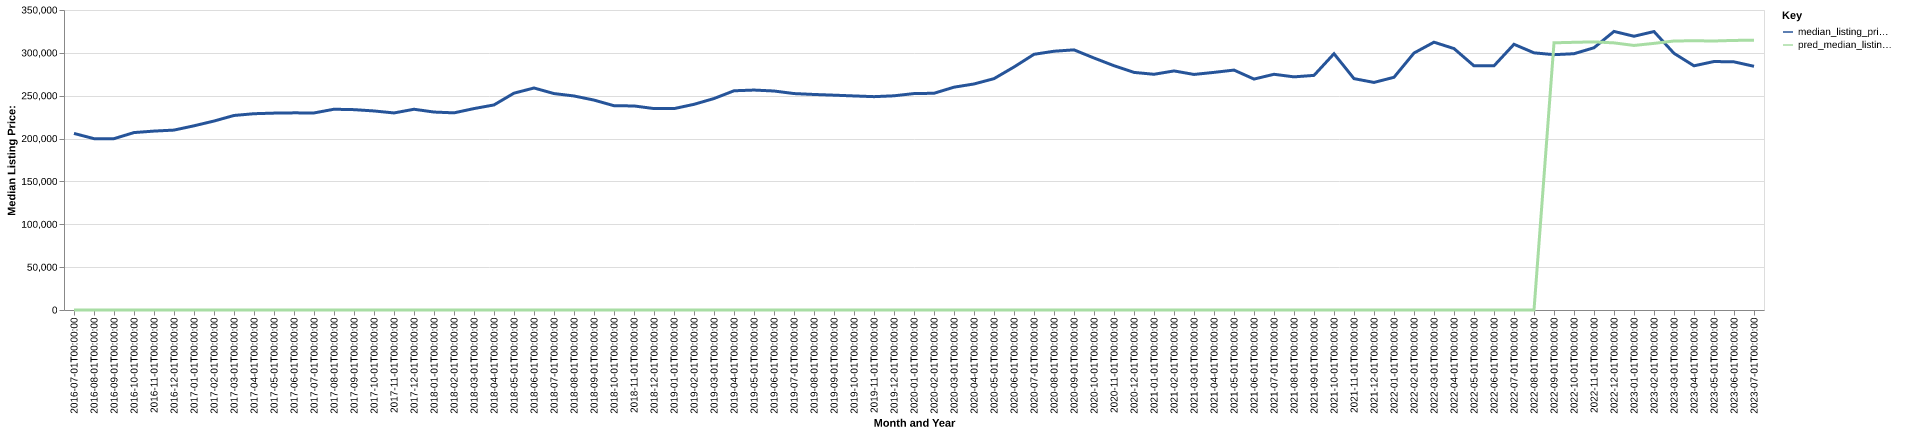 350,000
300,000
250,000
200,000
150,000
100,000
50,000
0
Median Listing Price:
2016-07-01T00:00:00
2016-08-01T00:00:00
2016-09-01T00:00:00
2016-10-01T00:00:00
2016-11-01T00:00:00
2016-12-01T00:00:00
2017-01-01T00:00:00
2017-02-01T00:00:00
2017-03-01T00:00:00
2017-04-01T00:00:00
2017-05-01T00:00:00
2017-06-01T00:00:00
2017-07-01T00:00:00
2017-08-01T00:00:00
2017-09-01T00:00:00
2017-10-01T00:00:00
2017-11-01T00:00:00
2017-12-01T00:00:00
2018-01-01T00:00:00
2018-02-01T00:00:00
2018-03-01T00:00:00
2018-04-01T00:00:00
2018-05-01T00:00:00
2018-06-01T00:00:00
2018-07-01T00:00:00
2018-08-01T00:00:00
2018-09-01T00:00:00
2018-10-01T00:00:00
2018-11-01T00:00:00
2018-12-01T00:00:00
2019-01-01T00:00:00
2019-02-01T00:00:00
2019-03-01T00:00:00
2019-04-01T00:00:00
2019-05-01T00:00:00
2019-06-01T00:00:00
2019-07-01T00:00:00
2019-08-01T00:00:00
2019-09-01T00:00:00
2019-10-01T00:00:00
2019-11-01T00:00:00
2019-12-01T00:00:00
2020-01-01T00:00:00
2020-02-01T00:00:00
2020-03-01T00:00:00
2020-04-01T00:00:00
2020-05-01T00:00:00
2020-06-01T00:00:00
2020-07-01T00:00:00
2020-08-01T00:00:00
2020-09-01T00:00:00
2020-10-01T00:00:00
2020-11-01T00:00:00
2020-12-01T00:00:00
2021-01-01T00:00:00
2021-02-01T00:00:00
2021-03-01T00:00:00
2021-04-01T00:00:00
2021-05-01T00:00:00
2021-06-01T00:00:00
2021-07-01T00:00:00
2021-08-01T00:00:00
2021-09-01T00:00:00
2021-10-01T00:00:00
2021-11-01T00:00:00
2021-12-01T00:00:00
2022-01-01T00:00:00
2022-02-01T00:00:00
2022-03-01T00:00:00
2022-04-01T00:00:00
2022-05-01T00:00:00
2022-06-01T00:00:00
2022-07-01T00:00:00
2022-08-01T00:00:00
2022-09-01T00:00:00
2022-10-01T00:00:00
2022-11-01T00:00:00
2022-12-01T00:00:00
2023-01-01T00:00:00
2023-02-01T00:00:00
2023-03-01T00:00:00
2023-04-01T00:00:00
2023-05-01T00:00:00
2023-06-01T00:00:00
2023-07-01T00:00:00
Month and Year
Key
median_listing_pri…
pred_median_listin…